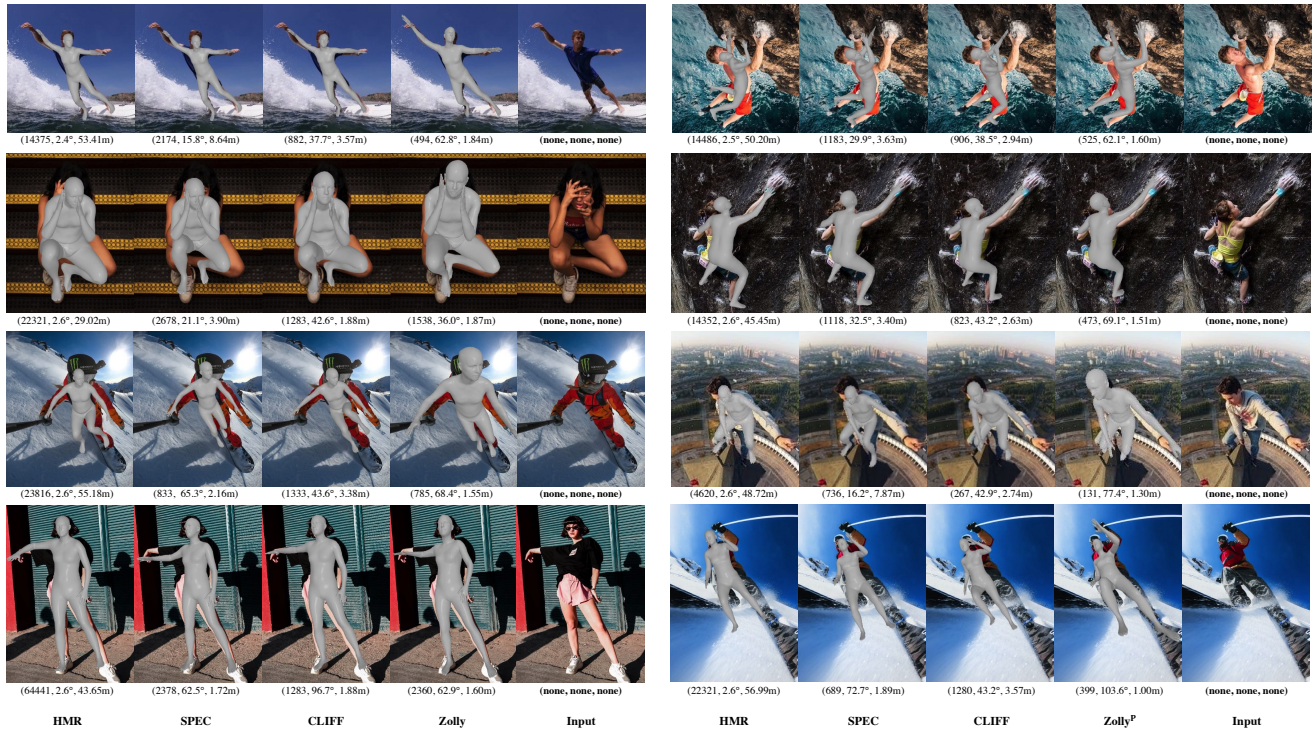 (14375, 2.4°, 53.41m) (2174, 15.8°, 8.64m) (882, 37.7°, 3.57m) (494, 62.8°, 1.84m) (none, none, none)
(22321, 2.6°, 29.02m) (2678, 21.1°, 3.90m) (1283, 42.6°, 1.88m) (1538, 36.0°, 1.87m) (none, none, none)
(23816, 2.6°, 55.18m) (833, 65.3°, 2.16m) (1333, 43.6°, 3.38m) (785, 68.4°, 1.55m) (none, none, none)
(64441, 2.6°, 43.65m) (2378, 62.5°, 1.72m) (1283, 96.7°, 1.88m) (2360, 62.9°, 1.60m) (none, none, none)
HMR SPEC CLIFF Zolly Input
(14486, 2.5°, 50.20m) (1183, 29.9°, 3.63m) (906, 38.5°, 2.94m) (525, 62.1°, 1.60m) (none, none, none)
(14352, 2.6°, 45.45m) (1118, 32.5°, 3.40m) (823, 43.2°, 2.63m) (473, 69.1°, 1.51m) (none, none, none)
(4620, 2.6°, 48.72m) (736, 16.2°, 7.87m) (267, 42.9°, 2.74m) (131, 77.4°, 1.30m) (none, none, none)
(22321, 2.6°, 56.99m) (689, 72.7°, 1.89m) (1280, 43.2°, 3.57m) (399, 103.6°, 1.00m) (none, none, none)
HMR SPEC CLIFF Zollyᴾ Input